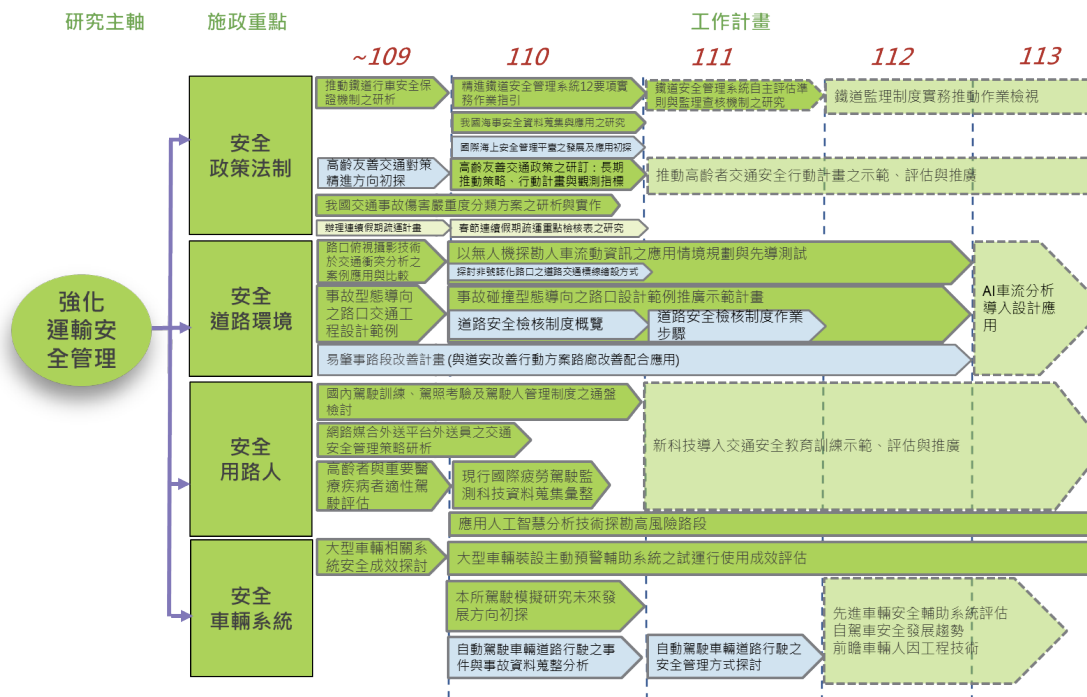 研究主軸
施政重點
工作計畫
~109
110
111
112
113
強化
運輸安
全管理
安全
政策法制
推動鐵道行車安全保
證機制之研析
精進鐵道安全管理系統12要項實
務作業指引
鐵道安全管理系統自主評估準
則與監理查核機制之研究
鐵道監理制度實務推動作業檢視
我國海事安全資料蒐集與應用之研究
國際海上安全管理平臺之發展及應用初探
高齡友善交通對策
精進方向初探
高齡友善交通政策之研訂：長期
推動策略、行動計畫與觀測指標
推動高齡者交通安全行動計畫之示範、評估與推廣
我國交通事故傷害嚴重度分類方案之研析與實作
辦理連續假期疏運計畫
春節連續假期疏運重點檢核表之研究
安全
道路環境
路口俯視攝影技術
於交通衝突分析之
案例應用與比較
以無人機探勘人車流動資訊之應用情境規劃與先導測試
探討非號誌化路口之道路交通標線繪設方式
事故型態導向
之路口交通工
程設計範例
事故碰撞型態導向之路口設計範例推廣示範計畫
道路安全檢核制度概覽
道路安全檢核制度作業
步驟
易肇事路段改善計畫(與道安改善行動方案路廊改善配合應用)
AI車流分析
導入設計應
用
安全
用路人
國內駕駛訓練、駕照考驗及駕駛人管理制度之通盤
檢討
網路媒合外送平台外送員之交通
安全管理策略研析
高齡者與重要醫
療疾病者適性駕
駛評估
現行國際疲勞駕駛監
測科技資料蒐集彙整
新科技導入交通安全教育訓練示範、評估與推廣
應用人工智慧分析技術探勘高風險路段
安全
車輛系統
大型車輛相關系
統安全成效探討
大型車輛裝設主動預警輔助系統之試運行使用成效評估
本所駕駛模擬研究未來發
展方向初探
自動駕駛車輛道路行駛之事
件與事故資料蒐整分析
自動駕駛車輛道路行駛之
安全管理方式探討
先進車輛安全輔助系統評估
自駕車安全發展趨勢
前瞻車輛人因工程技術